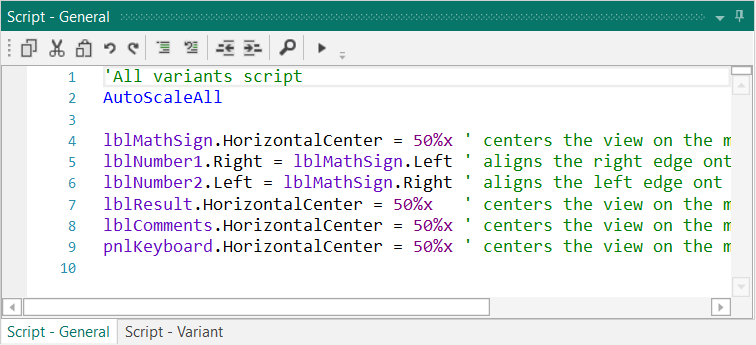 Script - General
1 'All variants script
2 AutoScaleAll
3
4 lblMathSign.HorizontalCenter = 50%x ' centers the view on the m
5 lblNumber1.Right = lblMathSign.Left ' aligns the right edge ont
6 lblNumber2.Left = lblMathSign.Right ' aligns the left edge ont
7 lblResult.HorizontalCenter = 50%x ' centers the view on the m
8 lblComments.HorizontalCenter = 50%x ' centers the view on the m
9 pnlKeyboard.HorizontalCenter = 50%x ' centers the view on the m
10
Script - General Script - Variant